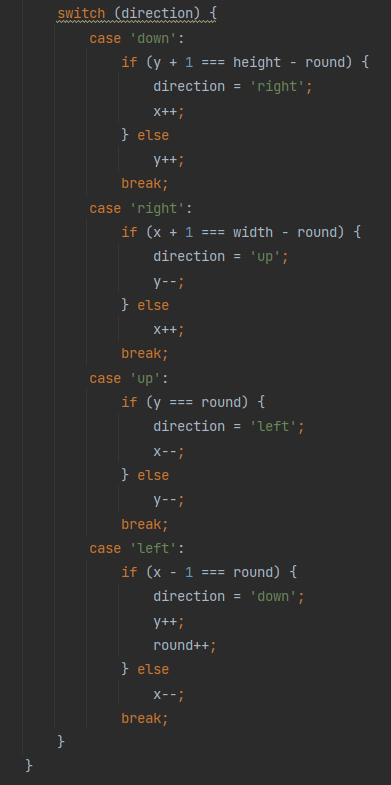 switch (direction) {
case 'down':
if (y + 1 === height - round) {
direction = 'right';
x++;
} else
y++;
break;
case 'right':
if (x + 1 === width - round) {
direction = 'up';
y--;
} else
x++;
break;
case 'up':
if (y === round) {
direction = 'left';
x--;
} else
y--;
break;
case 'left':
if (x - 1 === round) {
direction = 'down';
y++;
round++;
} else
x--;
break;
}
}